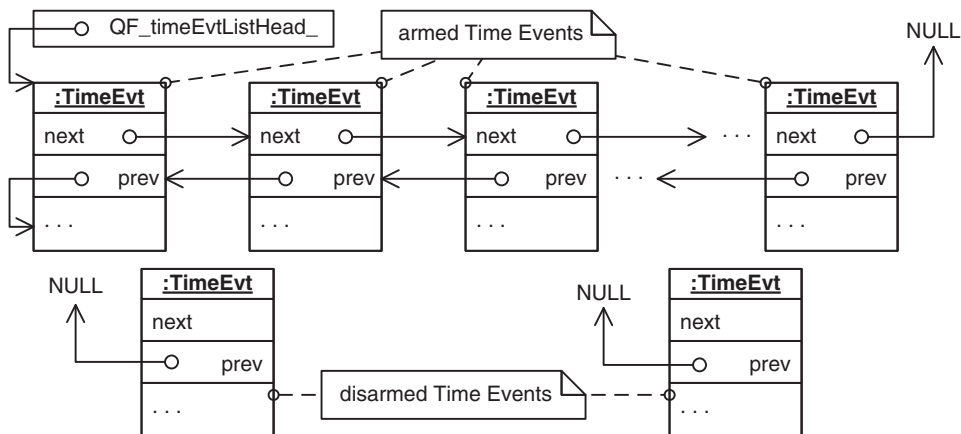 QF_timeEvtListHead_
armed Time Events
NULL
:TimeEvt
:TimeEvt
:TimeEvt
:TimeEvt
next
next
next
. . .
next
prev
prev
prev
. . .
prev
. . .
. . .
. . .
. . .
NULL
:TimeEvt
NULL
:TimeEvt
next
next
prev
prev
. . .
disarmed Time Events
. . .